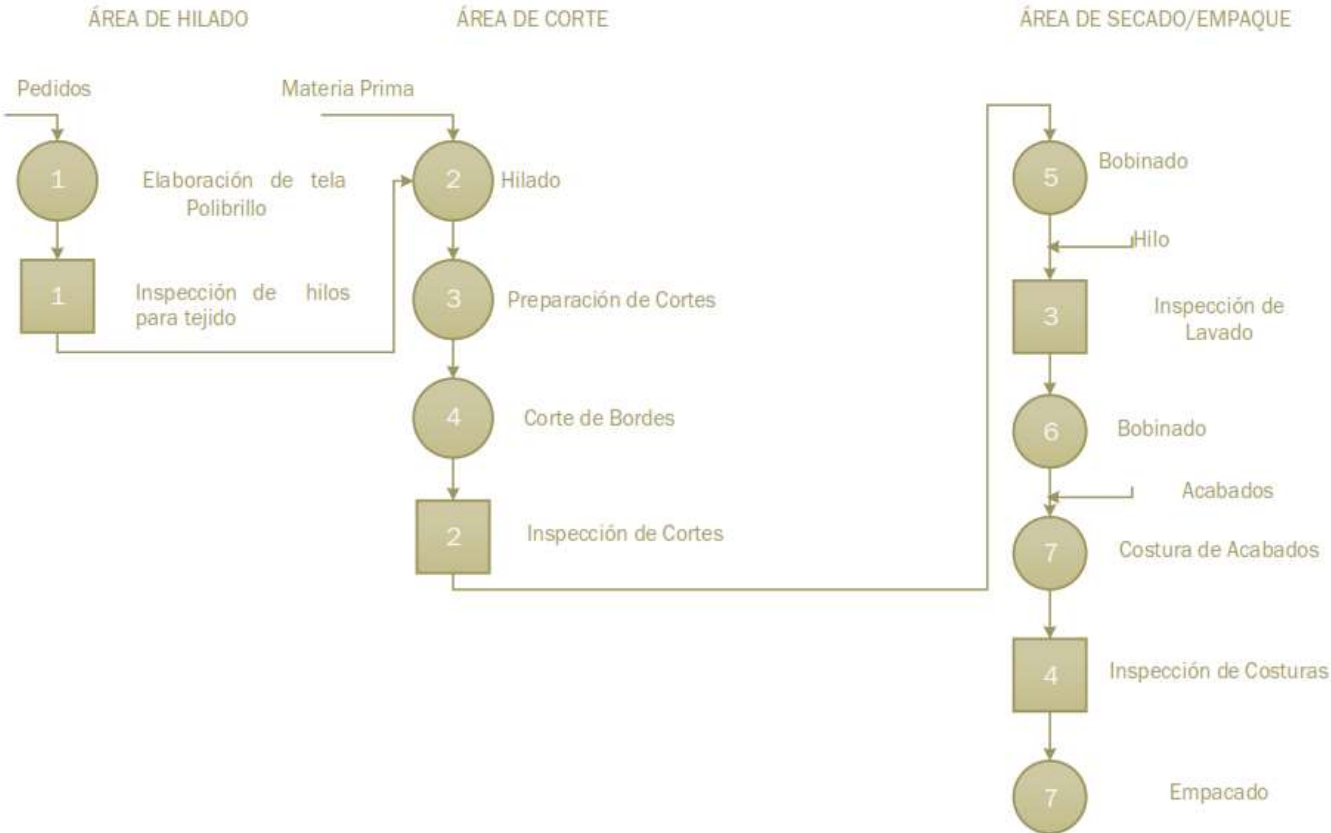 ÁREA DE HILADO
ÁREA DE CORTE
ÁREA DE SECADO/EMPAQUE
Pedidos
1
Elaboración de tela
Polibrillo
1
Inspección de hilos
para tejido
Materia Prima
2
Hilado
3
Preparación de Cortes
4
Corte de Bordes
2
Inspección de Cortes
5
Bobinado
Hilo
3
Inspección de
Lavado
6
Bobinado
Acabados
7
Costura de Acabados
4
Inspección de Costuras
7
Empacado